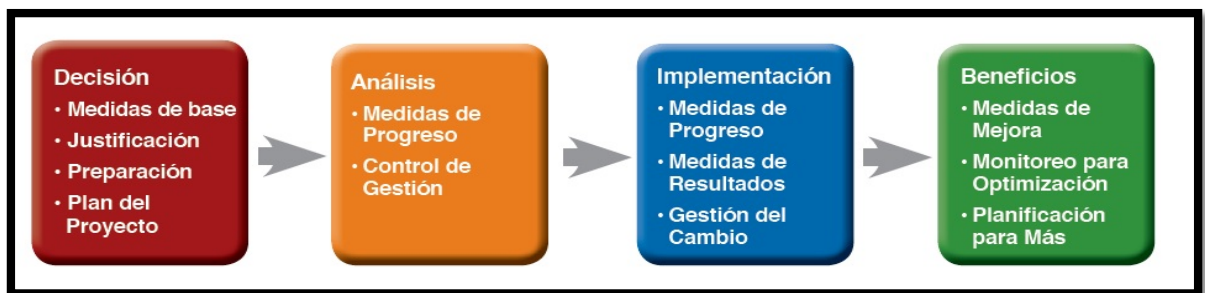 Decisión
· Medidas de base
· Justificación
· Preparación
· Plan del
Proyecto
Análisis
· Medidas de
Progreso
· Control de
Gestión
Implementación
· Medidas de
Progreso
· Medidas de
Resultados
· Gestión del
Cambio
Beneficios
· Medidas de
Mejora
· Monitoreo para
Optimización
· Planificación
para Más